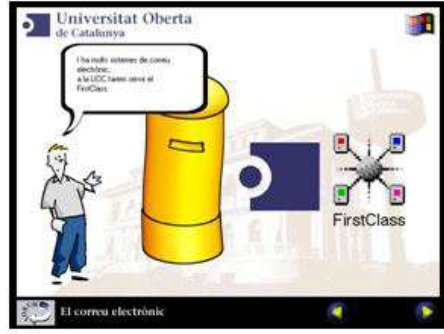 Universitat Oberta
de Catalunya
I ha molts sistemes de correu
electrònic...
a la UOC farem servir el
FirstClass
FirstClass
El correu electrònic